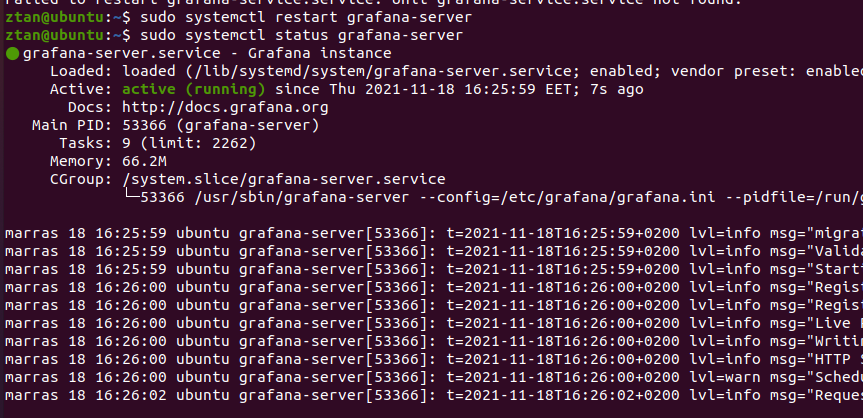 Failed to restart grafana-service.service: Unit grafana-service.service not found.
ztan@ubuntu:~$ sudo systemctl restart grafana-server
ztan@ubuntu:~$ sudo systemctl status grafana-server
● grafana-server.service - Grafana instance
Loaded: loaded (/lib/systemd/system/grafana-server.service; enabled; vendor preset: enabled
Active: active (running) since Thu 2021-11-18 16:25:59 EET; 7s ago
Docs: http://docs.grafana.org
Main PID: 53366 (grafana-server)
Tasks: 9 (limit: 2262)
Memory: 66.2M
CGroup: /system.slice/grafana-server.service
└─53366 /usr/sbin/grafana-server --config=/etc/grafana/grafana.ini --pidfile=/run/g
marras 18 16:25:59 ubuntu grafana-server[53366]: t=2021-11-18T16:25:59+0200 lvl=info msg="migrat
marras 18 16:25:59 ubuntu grafana-server[53366]: t=2021-11-18T16:25:59+0200 lvl=info msg="Valida
marras 18 16:25:59 ubuntu grafana-server[53366]: t=2021-11-18T16:25:59+0200 lvl=info msg="Starti
marras 18 16:26:00 ubuntu grafana-server[53366]: t=2021-11-18T16:26:00+0200 lvl=info msg="Regist
marras 18 16:26:00 ubuntu grafana-server[53366]: t=2021-11-18T16:26:00+0200 lvl=info msg="Regist
marras 18 16:26:00 ubuntu grafana-server[53366]: t=2021-11-18T16:26:00+0200 lvl=info msg="Live P
marras 18 16:26:00 ubuntu grafana-server[53366]: t=2021-11-18T16:26:00+0200 lvl=info msg="Writin
marras 18 16:26:00 ubuntu grafana-server[53366]: t=2021-11-18T16:26:00+0200 lvl=info msg="HTTP S
marras 18 16:26:00 ubuntu grafana-server[53366]: t=2021-11-18T16:26:00+0200 lvl=warn msg="Schedu
marras 18 16:26:02 ubuntu grafana-server[53366]: t=2021-11-18T16:26:02+0200 lvl=info msg="Reques